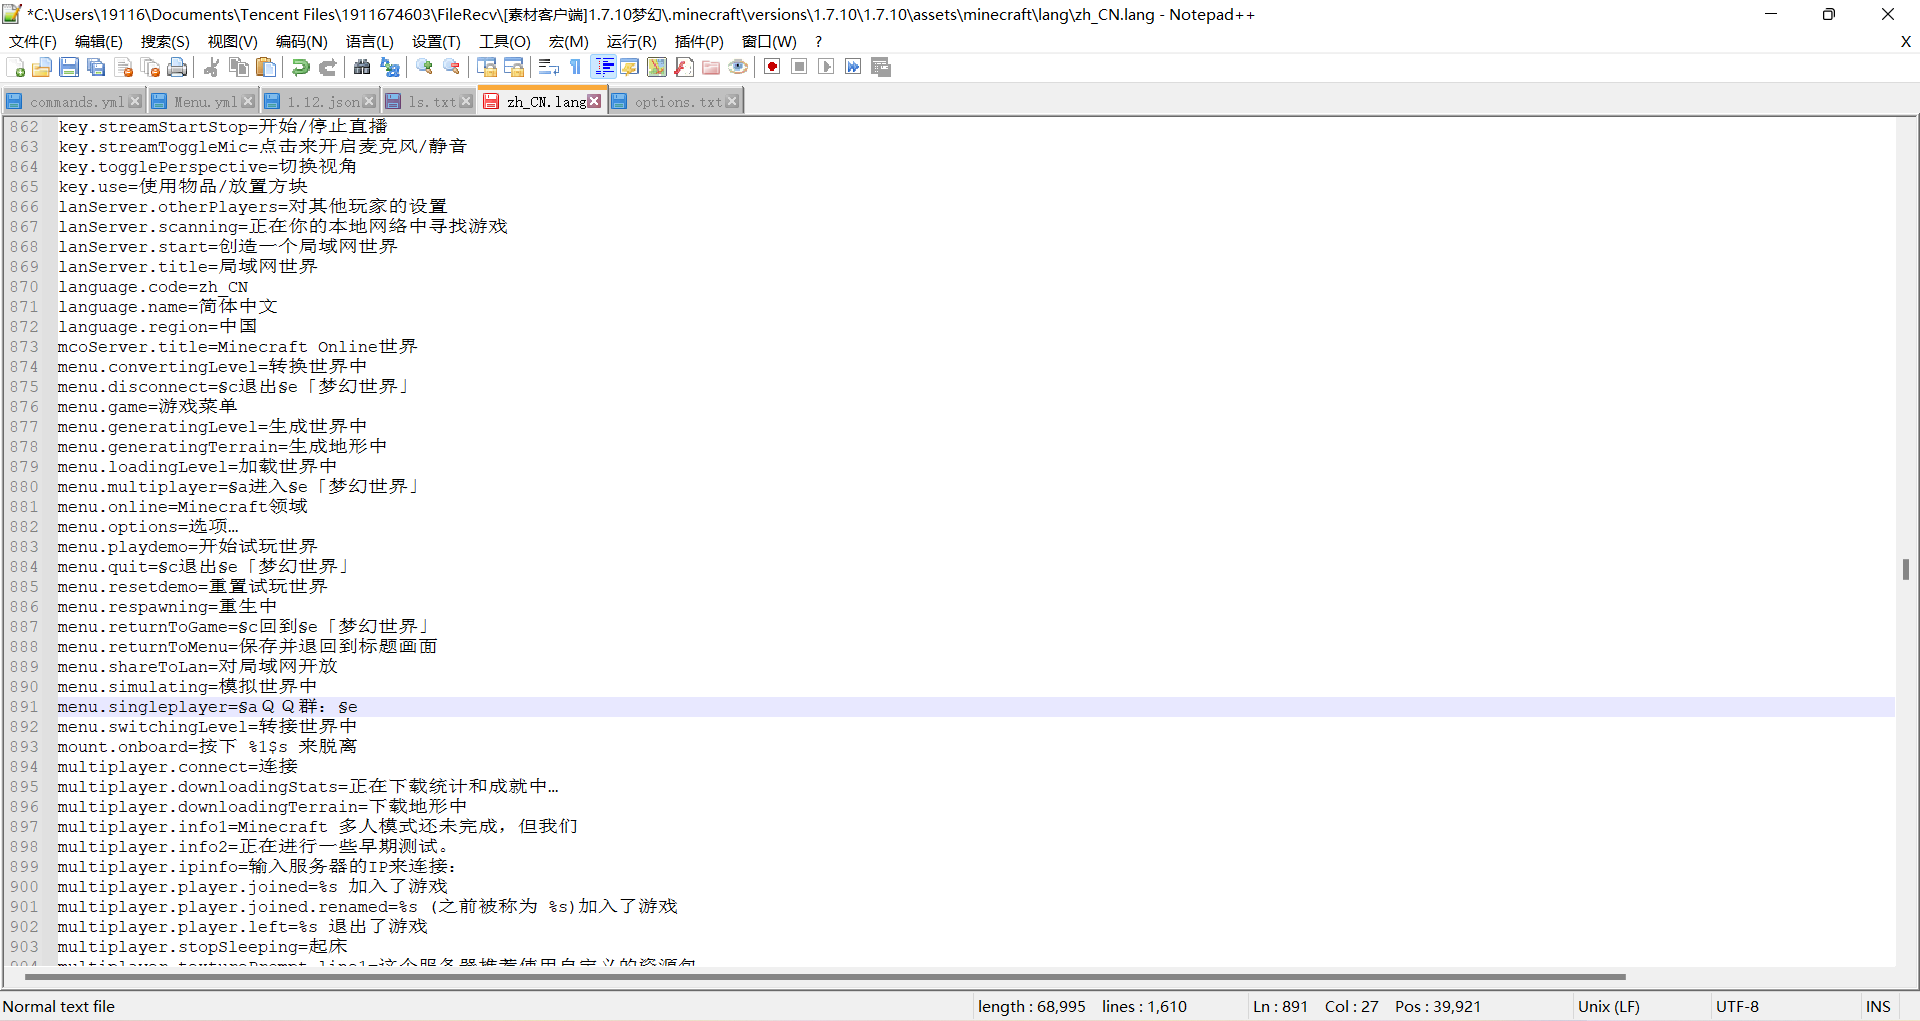 *C:\Users\19116\Documents\Tencent Files\1911674603\FileRecv\[素材客户端]1.7.10梦幻\.minecraft\versions\1.7.10\1.7.10\assets\minecraft\lang\zh_CN.lang - Notepad++
文件(F) 编辑(E) 搜索(S) 视图(V) 编码(N) 语言(L) 设置(T) 工具(O) 宏(M) 运行(R) 插件(P) 窗口(W) ? X
commands.yml Menu.yml 1.12.json ls.txt zh_CN.lang options.txt
862 key.streamStartStop=开始/停止直播
863 key.streamToggleMic=点击来开启麦克风/静音
864 key.togglePerspective=切换视角
865 key.use=使用物品/放置方块
866 lanServer.otherPlayers=对其他玩家的设置
867 lanServer.scanning=正在你的本地网络中寻找游戏
868 lanServer.start=创造一个局域网世界
869 lanServer.title=局域网世界
870 language.code=zh_CN
871 language.name=简体中文
872 language.region=中国
873 mcoServer.title=Minecraft Online世界
874 menu.convertingLevel=转换世界中
875 menu.disconnect=§c退出§e「梦幻世界」
876 menu.game=游戏菜单
877 menu.generatingLevel=生成世界中
878 menu.generatingTerrain=生成地形中
879 menu.loadingLevel=加载世界中
880 menu.multiplayer=§a进入§e「梦幻世界」
881 menu.online=Minecraft领域
882 menu.options=选项…
883 menu.playdemo=开始试玩世界
884 menu.quit=§c退出§e「梦幻世界」
885 menu.resetdemo=重置试玩世界
886 menu.respawning=重生中
887 menu.returnToGame=§c回到§e「梦幻世界」
888 menu.returnToMenu=保存并退回到标题画面
889 menu.shareToLan=对局域网开放
890 menu.simulating=模拟世界中
891 menu.singleplayer=§aＱＱ群：§e
892 menu.switchingLevel=转接世界中
893 mount.onboard=按下 %1$s 来脱离
894 multiplayer.connect=连接
895 multiplayer.downloadingStats=正在下载统计和成就中…
896 multiplayer.downloadingTerrain=下载地形中
897 multiplayer.info1=Minecraft 多人模式还未完成，但我们
898 multiplayer.info2=正在进行一些早期测试。
899 multiplayer.ipinfo=输入服务器的IP来连接：
900 multiplayer.player.joined=%s 加入了游戏
901 multiplayer.player.joined.renamed=%s (之前被称为 %s)加入了游戏
902 multiplayer.player.left=%s 退出了游戏
903 multiplayer.stopSleeping=起床
904 multiplayer.texturePrompt.line1=这个服务器推荐使用自定义的资源包
Normal text file length : 68,995 lines : 1,610 Ln : 891 Col : 27 Pos : 39,921 Unix (LF) UTF-8 INS